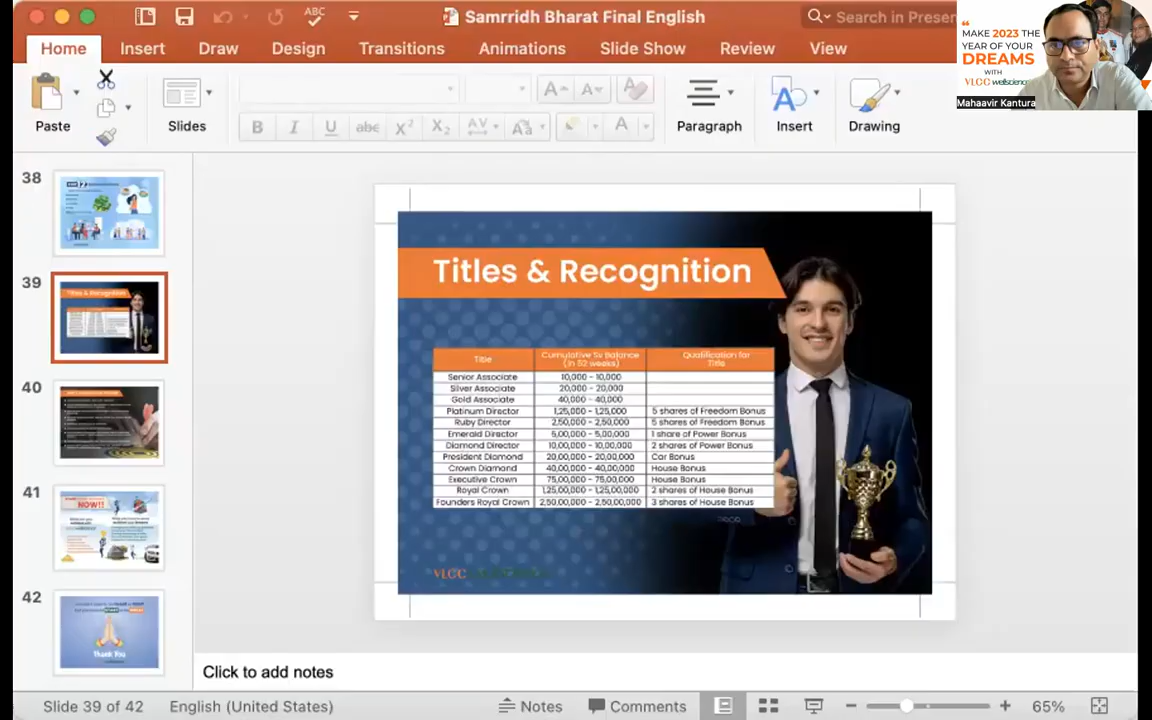 Samrridh Bharat Final English
Search in Presen
Home Insert Draw Design Transitions Animations Slide Show Review View
Paste
Slides
Paragraph
Insert
Drawing
“
MAKE 2023 THE
YEAR OF YOUR
DREAMS
WITH
VLCC wellscience
Mahaavir Kantura
38
39
40
41
NOW!!
42
Thank You
Titles & Recognition
Title Cumulative Sv Balance (in 52 weeks) Qualification for Title
Senior Associate 10,000 - 10,000
Silver Associate 20,000 - 20,000
Gold Associate 40,000 - 40,000
Platinum Director 1,25,000 - 1,25,000 5 shares of Freedom Bonus
Ruby Director 2,50,000 - 2,50,000 5 shares of Freedom Bonus
Emerald Director 5,00,000 - 5,00,000 1 share of Power Bonus
Diamond Director 10,00,000 - 10,00,000 2 shares of Power Bonus
President Diamond 20,00,000 - 20,00,000 Car Bonus
Crown Diamond 40,00,000 - 40,00,000 House Bonus
Executive Crown 75,00,000 - 75,00,000 House Bonus
Royal Crown 1,25,00,000 - 1,25,00,000 2 shares of House Bonus
Founders Royal Crown 2,50,00,000 - 2,50,00,000 3 shares of House Bonus
VLCC
Click to add notes
Slide 39 of 42 English (United States) Notes Comments 65%